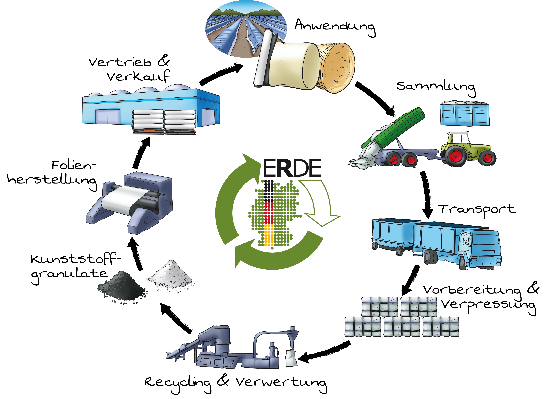 Anwendung
Vertrieb &
Verkauf
Sammlung
Folien-
herstellung
ERDE
Transport
Kunststoff-
granulate
Vorbereitung &
Verpressung
Recycling & Verwertung